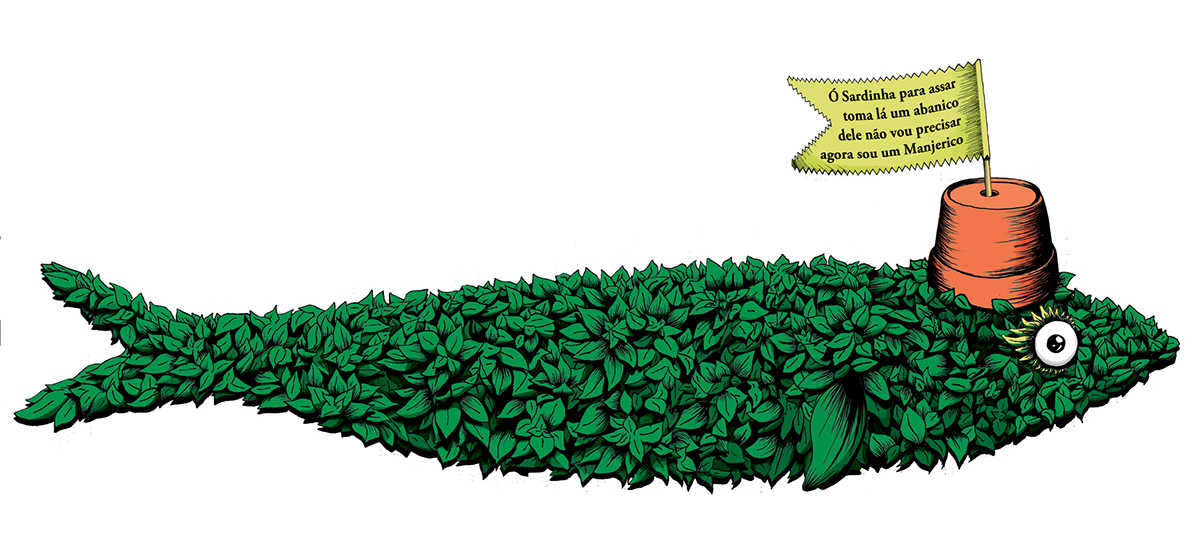 Ó Sardinha para assar
toma lá um abanico
dele não vou precisar
agora sou um Manjerico